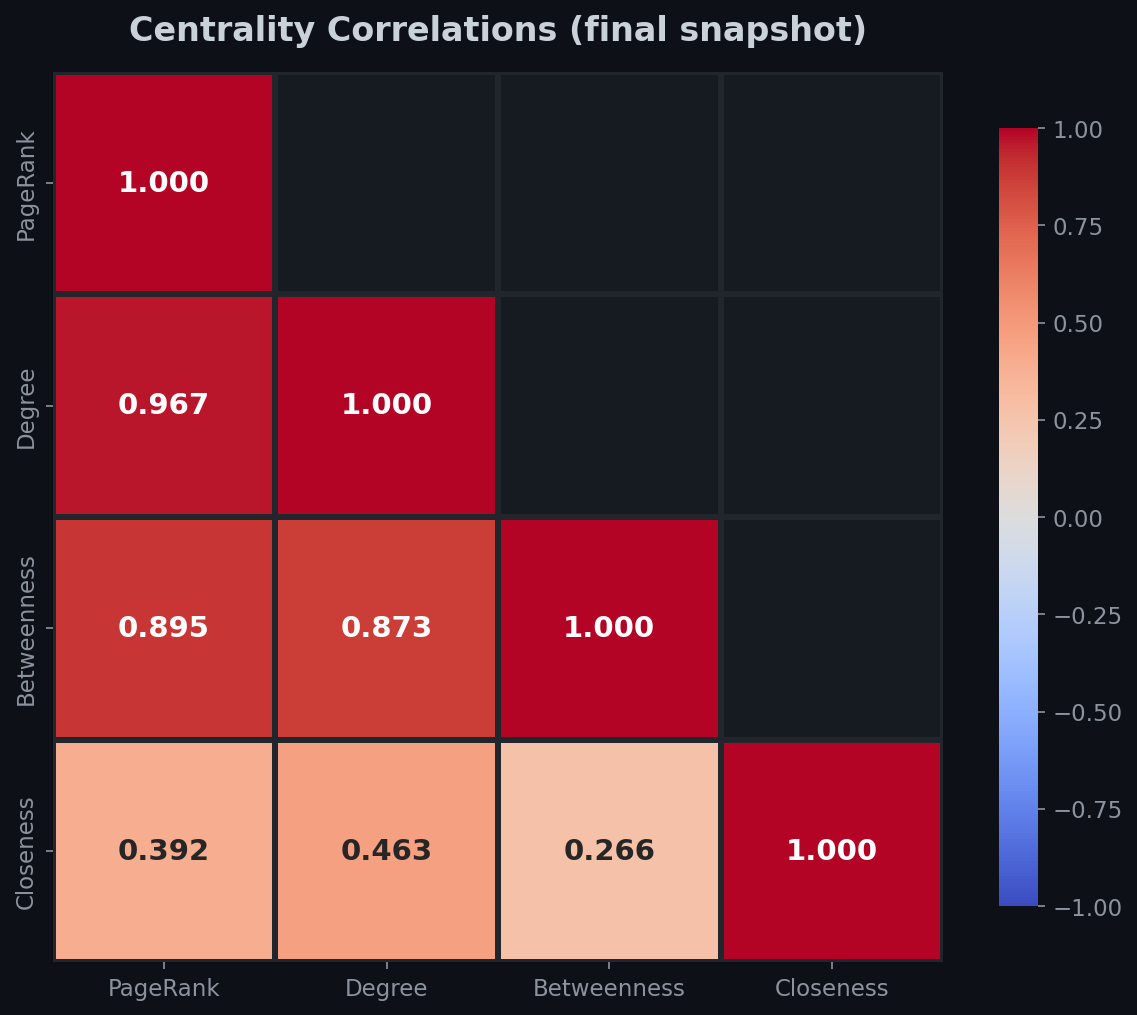 Centrality Correlations (final snapshot)
PageRank
1.000
Degree
0.967
1.000
Betweenness
0.895
0.873
1.000
Closeness
0.392
0.463
0.266
1.000
PageRank
Degree
Betweenness
Closeness
1.00
0.75
0.50
0.25
0.00
−0.25
−0.50
−0.75
−1.00